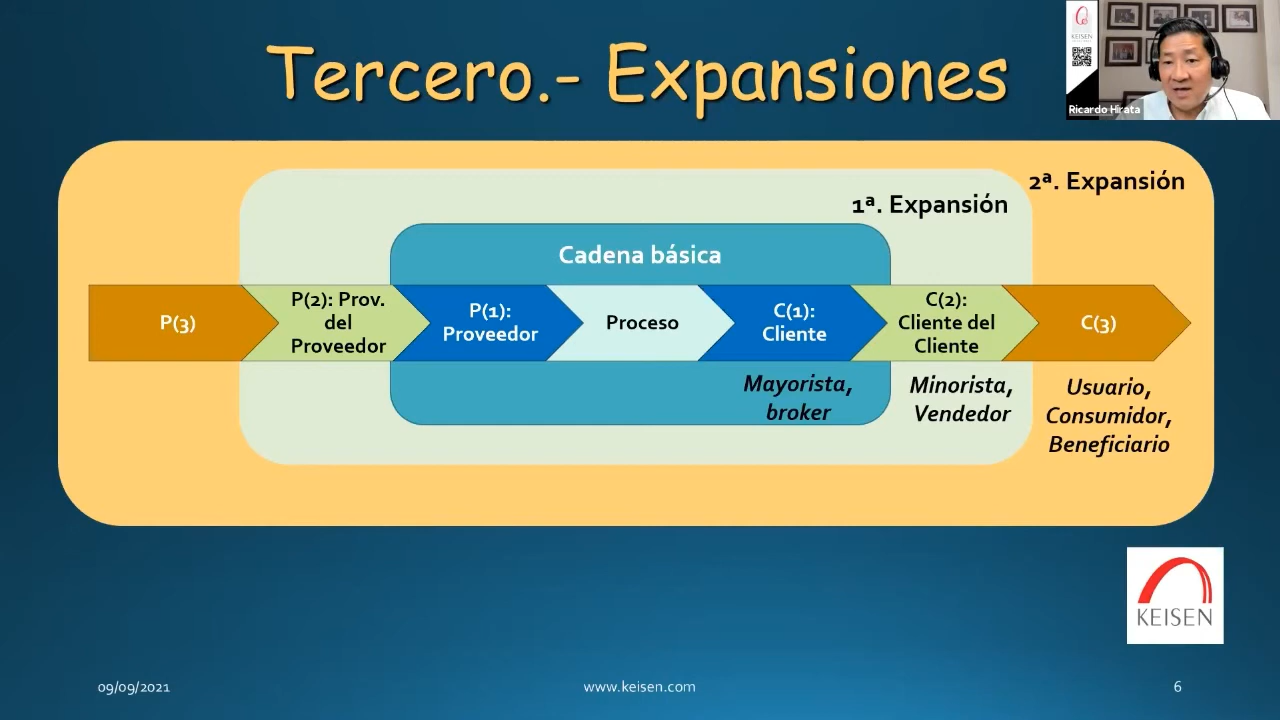 Tercero.- Expansiones
KEISEN
Ricardo Hirata
2ª. Expansión
1ª. Expansión
Cadena básica
P(3)
P(2): Prov.
del
Proveedor
P(1):
Proveedor
Proceso
C(1):
Cliente
C(2):
Cliente del
Cliente
C(3)
Mayorista,
broker
Minorista,
Vendedor
Usuario,
Consumidor,
Beneficiario
KEISEN
09/09/2021
www.keisen.com
6